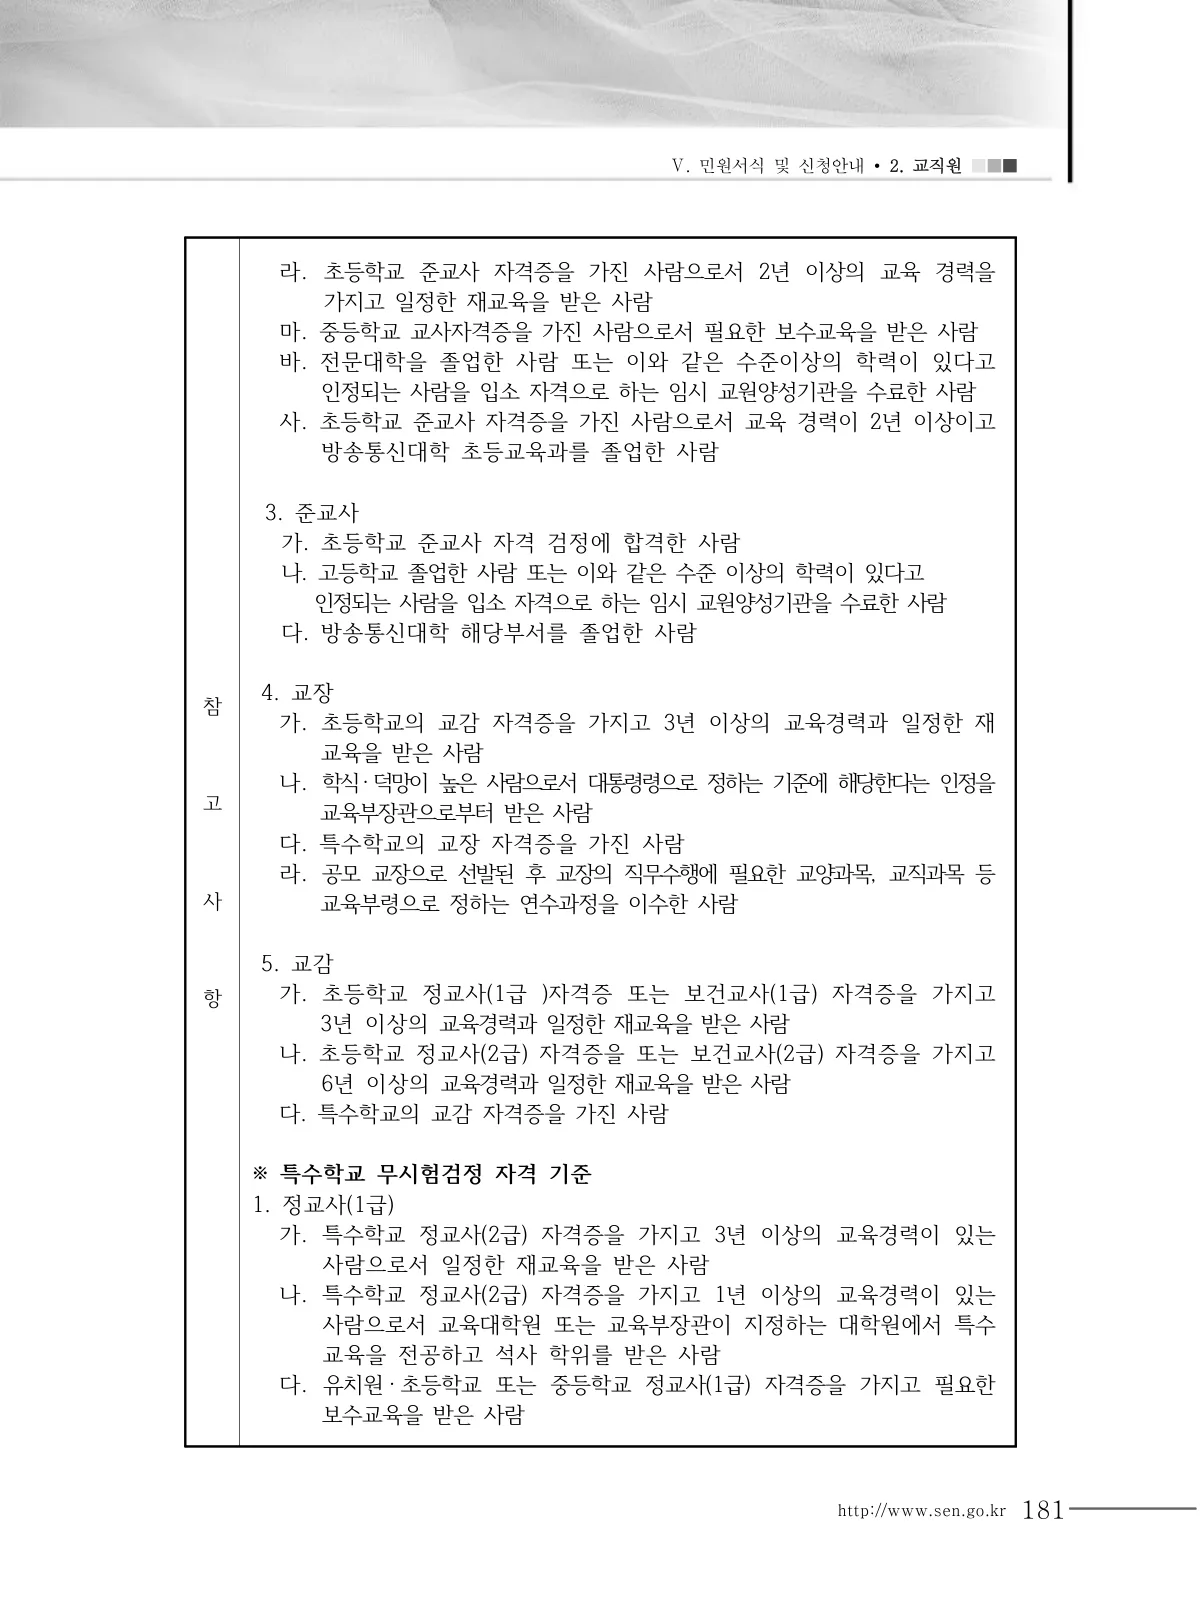 Ⅴ. 민원서식 및 신청안내 • 2. 교직원
참
고
사
항
라. 초등학교 준교사 자격증을 가진 사람으로서 2년 이상의 교육 경력을
가지고 일정한 재교육을 받은 사람
마. 중등학교 교사자격증을 가진 사람으로서 필요한 보수교육을 받은 사람
바. 전문대학을 졸업한 사람 또는 이와 같은 수준이상의 학력이 있다고
인정되는 사람을 입소 자격으로 하는 임시 교원양성기관을 수료한 사람
사. 초등학교 준교사 자격증을 가진 사람으로서 교육 경력이 2년 이상이고
방송통신대학 초등교육과를 졸업한 사람
3. 준교사
가. 초등학교 준교사 자격 검정에 합격한 사람
나. 고등학교 졸업한 사람 또는 이와 같은 수준 이상의 학력이 있다고
인정되는 사람을 입소 자격으로 하는 임시 교원양성기관을 수료한 사람
다. 방송통신대학 해당부서를 졸업한 사람
4. 교장
가. 초등학교의 교감 자격증을 가지고 3년 이상의 교육경력과 일정한 재
교육을 받은 사람
나. 학식·덕망이 높은 사람으로서 대통령령으로 정하는 기준에 해당한다는 인정을
교육부장관으로부터 받은 사람
다. 특수학교의 교장 자격증을 가진 사람
라. 공모 교장으로 선발된 후 교장의 직무수행에 필요한 교양과목, 교직과목 등
교육부령으로 정하는 연수과정을 이수한 사람
5. 교감
가. 초등학교 정교사(1급 )자격증 또는 보건교사(1급) 자격증을 가지고
3년 이상의 교육경력과 일정한 재교육을 받은 사람
나. 초등학교 정교사(2급) 자격증을 또는 보건교사(2급) 자격증을 가지고
6년 이상의 교육경력과 일정한 재교육을 받은 사람
다. 특수학교의 교감 자격증을 가진 사람
※ 특수학교 무시험검정 자격 기준
1. 정교사(1급)
가. 특수학교 정교사(2급) 자격증을 가지고 3년 이상의 교육경력이 있는
사람으로서 일정한 재교육을 받은 사람
나. 특수학교 정교사(2급) 자격증을 가지고 1년 이상의 교육경력이 있는
사람으로서 교육대학원 또는 교육부장관이 지정하는 대학원에서 특수
교육을 전공하고 석사 학위를 받은 사람
다. 유치원·초등학교 또는 중등학교 정교사(1급) 자격증을 가지고 필요한
보수교육을 받은 사람
http://www.sen.go.kr 181